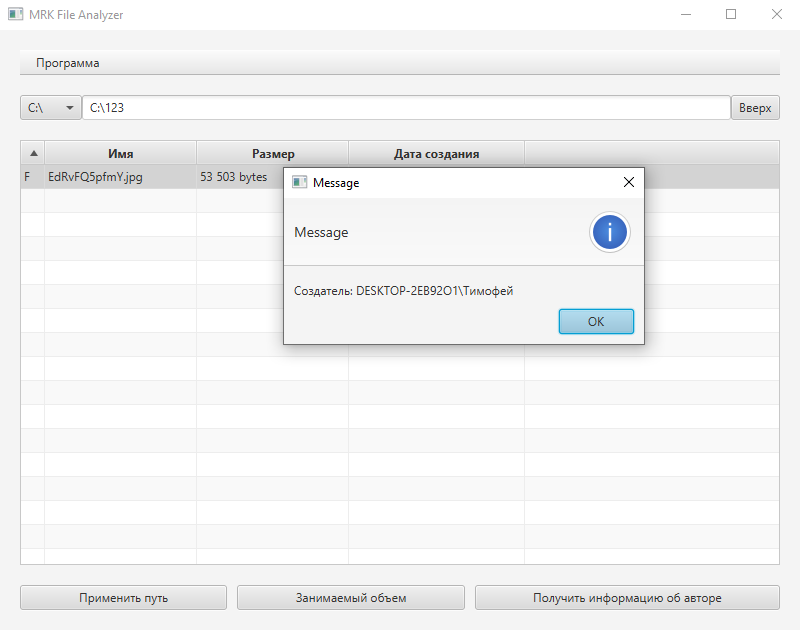 MRK File Analyzer
Программа
C:\
C:\123
Вверх
Имя
Размер
Дата создания
F
EdRvFQ5pfmY.jpg
53 503 bytes
Message
Message
Создатель: DESKTOP-2EB92O1\Тимофей
OK
Применить путь
Занимаемый объем
Получить информацию об авторе